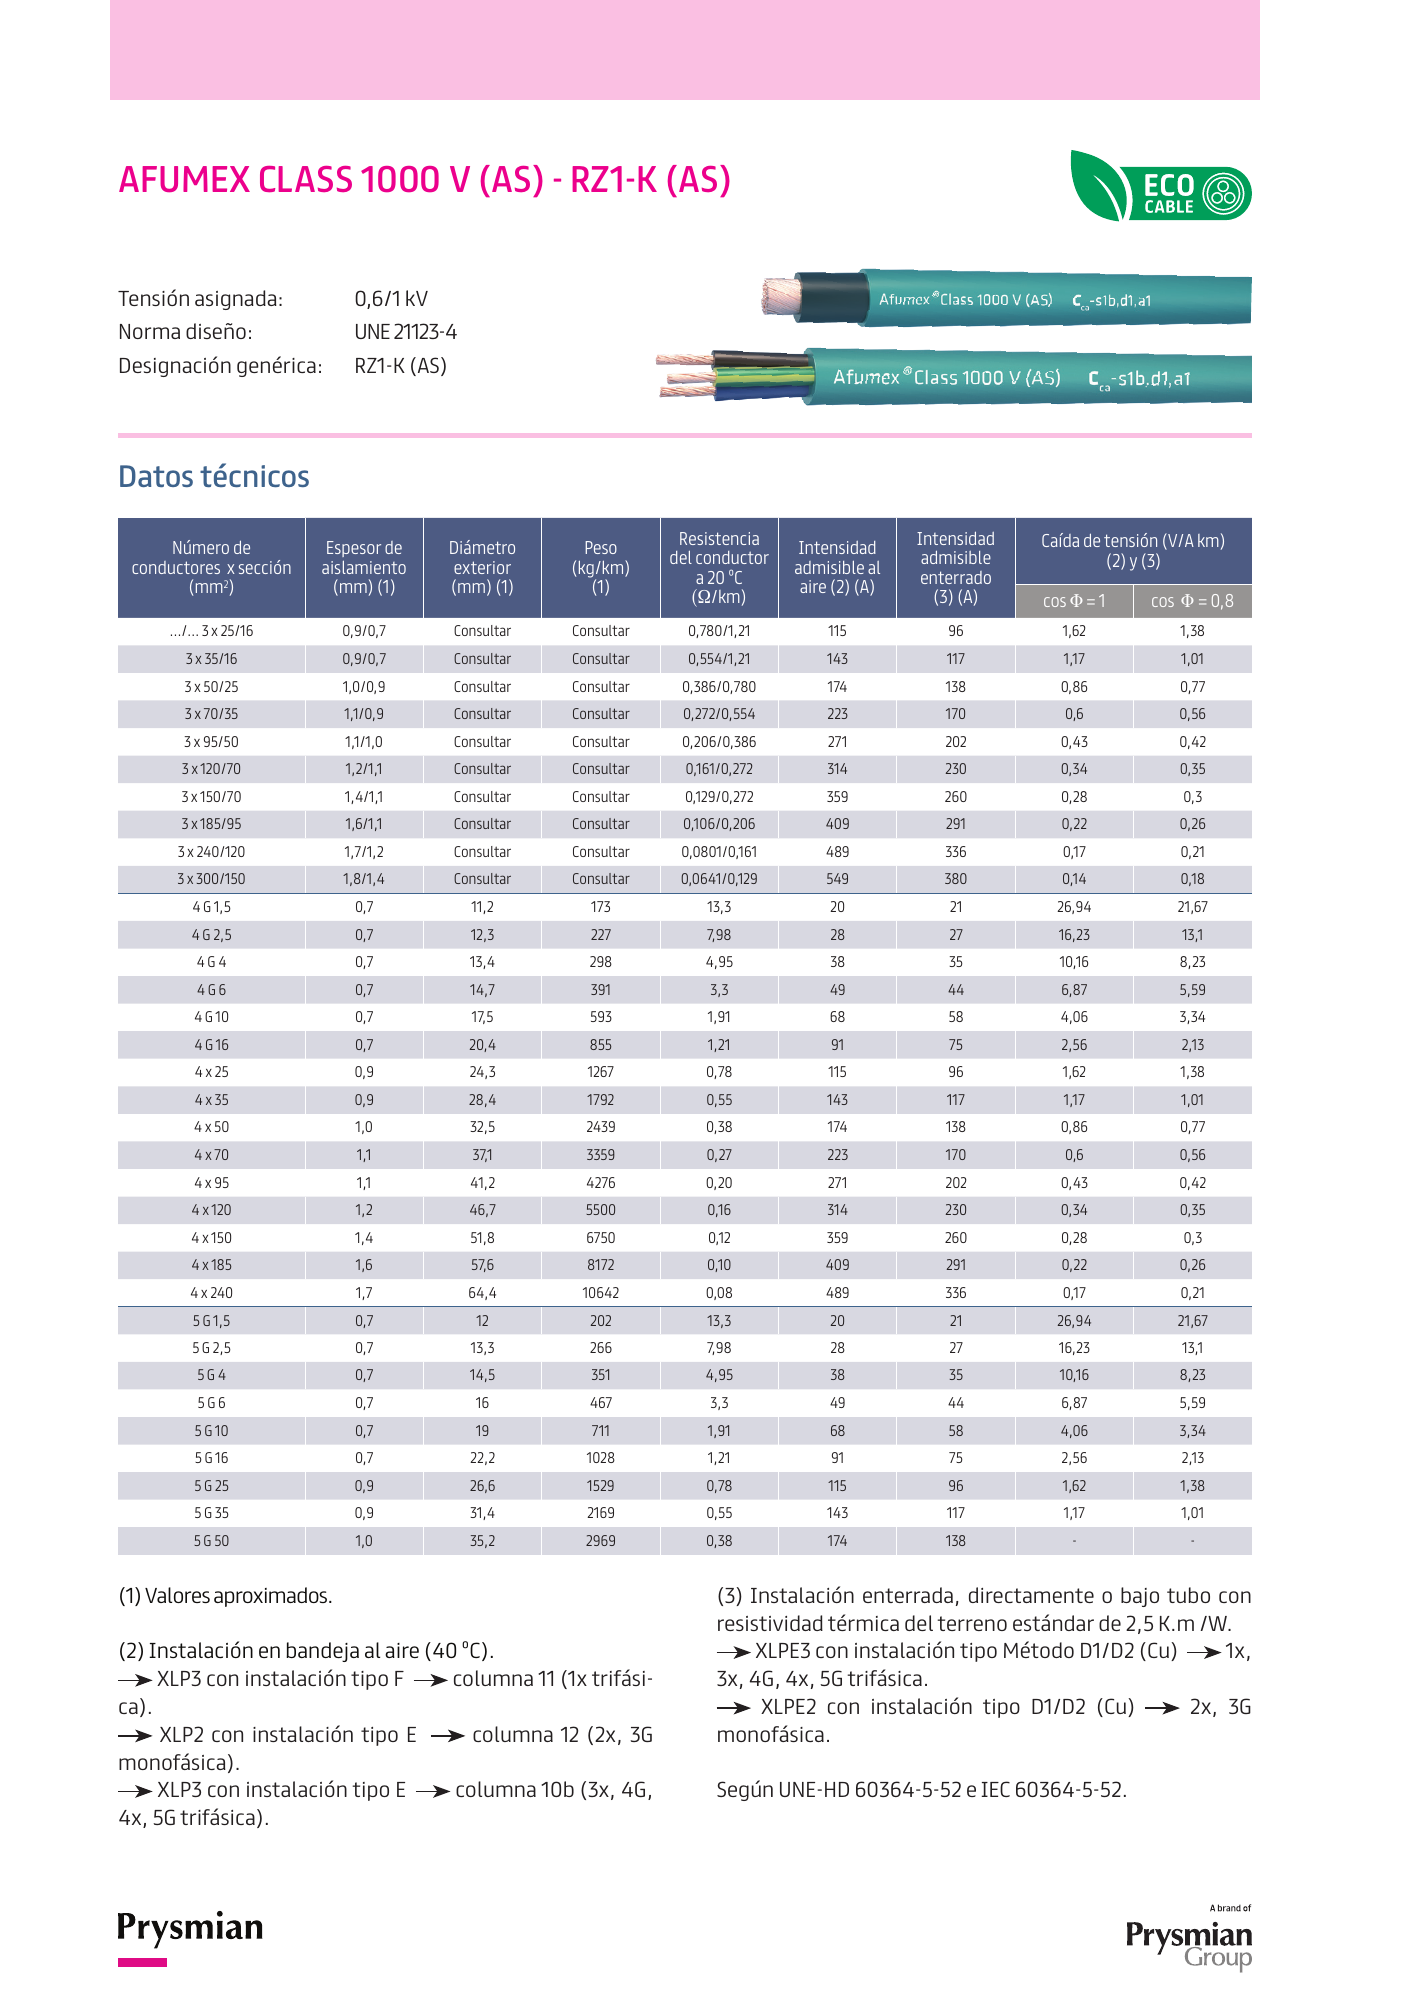 AFUMEX CLASS 1000 V (AS) - RZ1-K (AS)
ECO
CABLE
Tensión asignada: 0,6/1 kV
Norma diseño: UNE 21123-4
Designación genérica: RZ1-K (AS)
Afumex ® Class 1000 V (AS) Cca-s1b,d1,a1
Afumex ® Class 1000 V (AS) Cca-s1b,d1,a1
Datos técnicos
Número de conductores x sección (mm²) Espesor de aislamiento (mm) (1) Diámetro exterior (mm) (1) Peso (kg/km) (1) Resistencia del conductor a 20 ºC (Ω/km) Intensidad admisible al aire (2) (A) Intensidad admisible enterrado (3) (A) Caída de tensión (V/A km) (2) y (3)
cos Φ = 1 cos Φ = 0,8
.../... 3 x 25/16 0,9/0,7 Consultar Consultar 0,780/1,21 115 96 1,62 1,38
3 x 35/16 0,9/0,7 Consultar Consultar 0,554/1,21 143 117 1,17 1,01
3 x 50/25 1,0/0,9 Consultar Consultar 0,386/0,780 174 138 0,86 0,77
3 x 70/35 1,1/0,9 Consultar Consultar 0,272/0,554 223 170 0,6 0,56
3 x 95/50 1,1/1,0 Consultar Consultar 0,206/0,386 271 202 0,43 0,42
3 x 120/70 1,2/1,1 Consultar Consultar 0,161/0,272 314 230 0,34 0,35
3 x 150/70 1,4/1,1 Consultar Consultar 0,129/0,272 359 260 0,28 0,3
3 x 185/95 1,6/1,1 Consultar Consultar 0,106/0,206 409 291 0,22 0,26
3 x 240/120 1,7/1,2 Consultar Consultar 0,0801/0,161 489 336 0,17 0,21
3 x 300/150 1,8/1,4 Consultar Consultar 0,0641/0,129 549 380 0,14 0,18
4 G 1,5 0,7 11,2 173 13,3 20 21 26,94 21,67
4 G 2,5 0,7 12,3 227 7,98 28 27 16,23 13,1
4 G 4 0,7 13,4 298 4,95 38 35 10,16 8,23
4 G 6 0,7 14,7 391 3,3 49 44 6,87 5,59
4 G 10 0,7 17,5 593 1,91 68 58 4,06 3,34
4 G 16 0,7 20,4 855 1,21 91 75 2,56 2,13
4 x 25 0,9 24,3 1267 0,78 115 96 1,62 1,38
4 x 35 0,9 28,4 1792 0,55 143 117 1,17 1,01
4 x 50 1,0 32,5 2439 0,38 174 138 0,86 0,77
4 x 70 1,1 37,1 3359 0,27 223 170 0,6 0,56
4 x 95 1,1 41,2 4276 0,20 271 202 0,43 0,42
4 x 120 1,2 46,7 5500 0,16 314 230 0,34 0,35
4 x 150 1,4 51,8 6750 0,12 359 260 0,28 0,3
4 x 185 1,6 57,6 8172 0,10 409 291 0,22 0,26
4 x 240 1,7 64,4 10642 0,08 489 336 0,17 0,21
5 G 1,5 0,7 12 202 13,3 20 21 26,94 21,67
5 G 2,5 0,7 13,3 266 7,98 28 27 16,23 13,1
5 G 4 0,7 14,5 351 4,95 38 35 10,16 8,23
5 G 6 0,7 16 467 3,3 49 44 6,87 5,59
5 G 10 0,7 19 711 1,91 68 58 4,06 3,34
5 G 16 0,7 22,2 1028 1,21 91 75 2,56 2,13
5 G 25 0,9 26,6 1529 0,78 115 96 1,62 1,38
5 G 35 0,9 31,4 2169 0,55 143 117 1,17 1,01
5 G 50 1,0 35,2 2969 0,38 174 138 - -
(1) Valores aproximados.
(2) Instalación en bandeja al aire (40 ºC).
→ XLP3 con instalación tipo F → columna 11 (1x trifási-
ca).
→ XLP2 con instalación tipo E → columna 12 (2x, 3G
monofásica).
→ XLP3 con instalación tipo E → columna 10b (3x, 4G,
4x, 5G trifásica).
(3) Instalación enterrada, directamente o bajo tubo con
resistividad térmica del terreno estándar de 2,5 K.m /W.
→ XLPE3 con instalación tipo Método D1/D2 (Cu) → 1x,
3x, 4G, 4x, 5G trifásica.
→ XLPE2 con instalación tipo D1/D2 (Cu) → 2x, 3G
monofásica.
Según UNE-HD 60364-5-52 e IEC 60364-5-52.
Prysmian
A brand of
Prysmian
Group